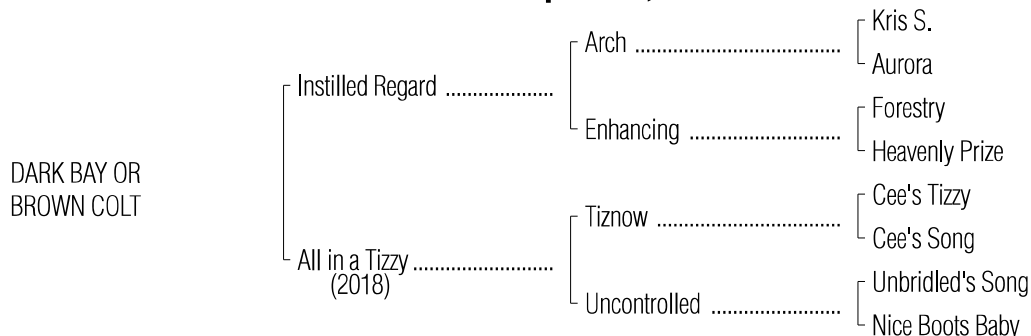 Kris S.
Arch ........................................
Aurora
Instilled Regard .....................
Forestry
Enhancing ..............................
Heavenly Prize
DARK BAY OR
BROWN COLT
Cee's Tizzy
Tiznow ....................................
Cee's Song
All in a Tizzy ...........................
(2018)
Unbridled's Song
Uncontrolled .........................
Nice Boots Baby